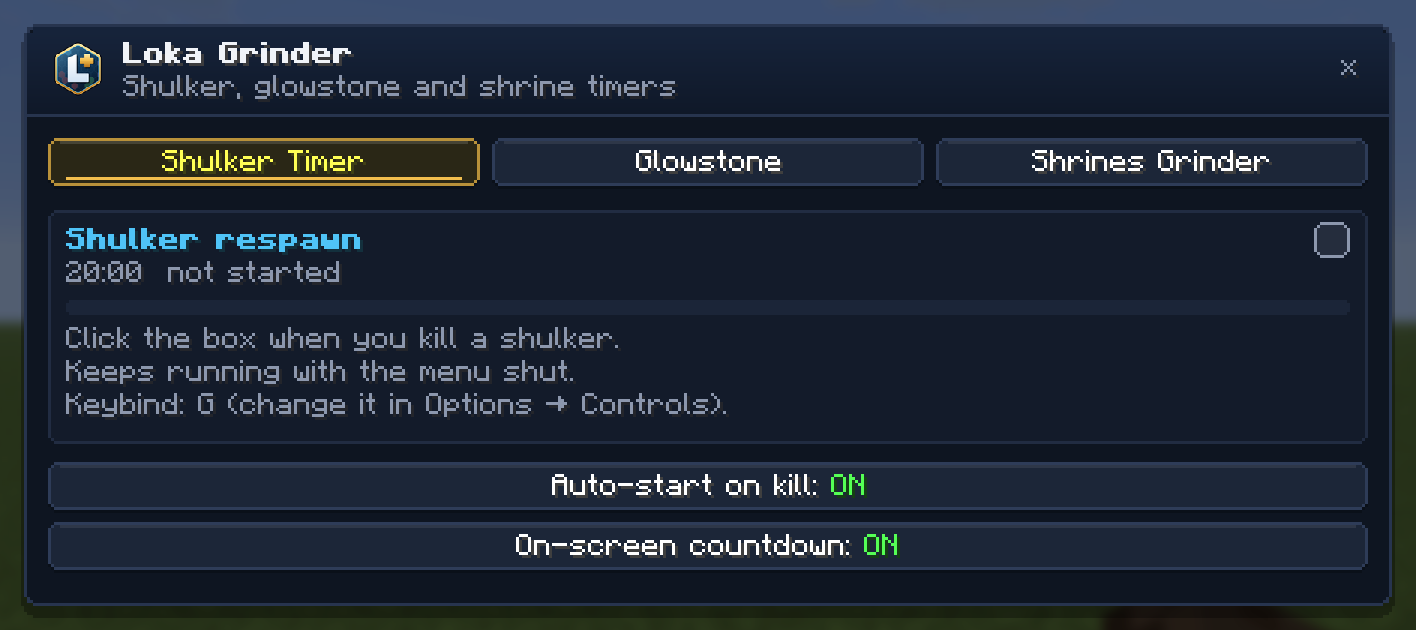 Loka Grinder
Shulker, glowstone and shrine timers
Shulker Timer
Glowstone
Shrines Grinder
Shulker respawn
20:00 not started
Click the box when you kill a shulker.
Keeps running with the menu shut.
Keybind: G (change it in Options → Controls).
Auto-start on kill: ON
On-screen countdown: ON